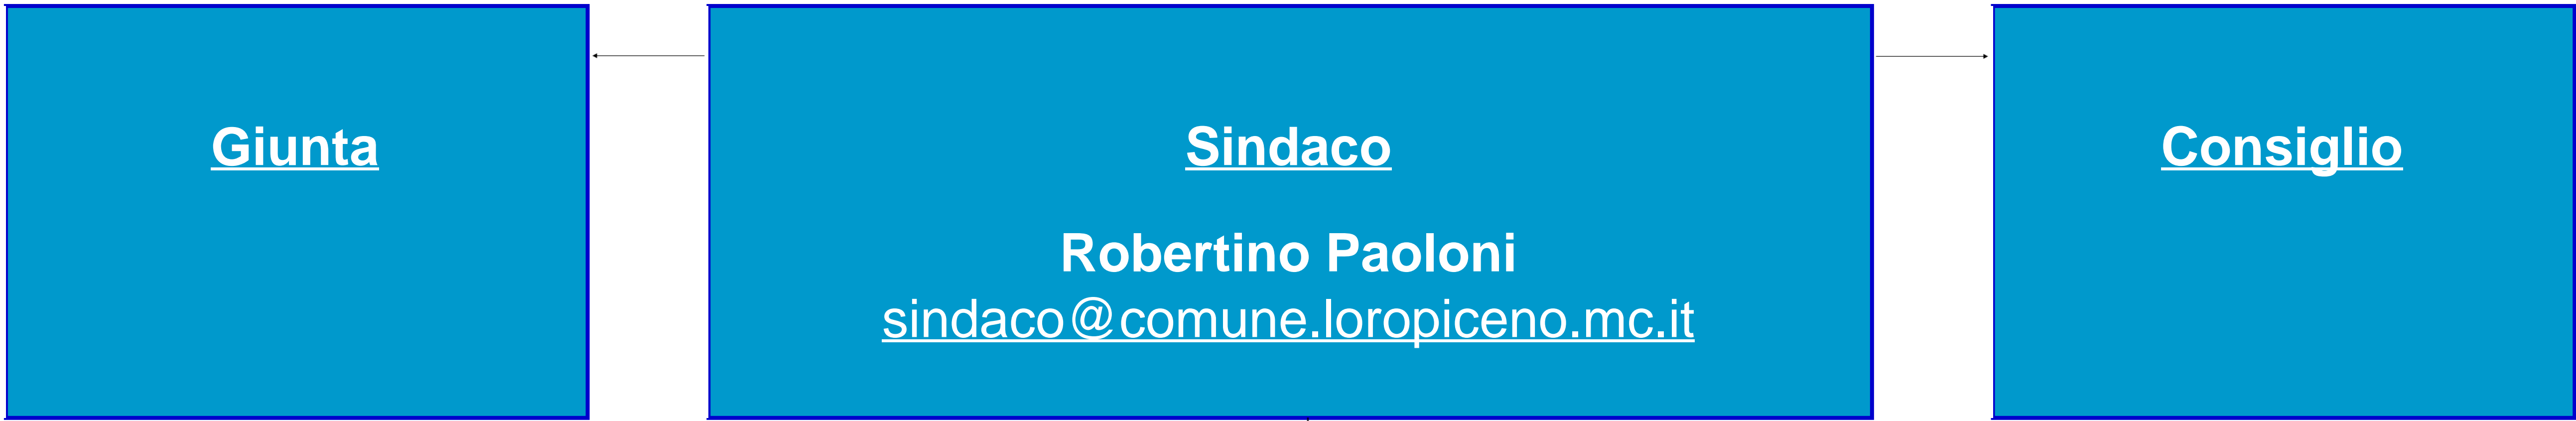 Giunta
Sindaco
Robertino Paoloni
sindaco@comune.loropiceno.mc.it
Consiglio